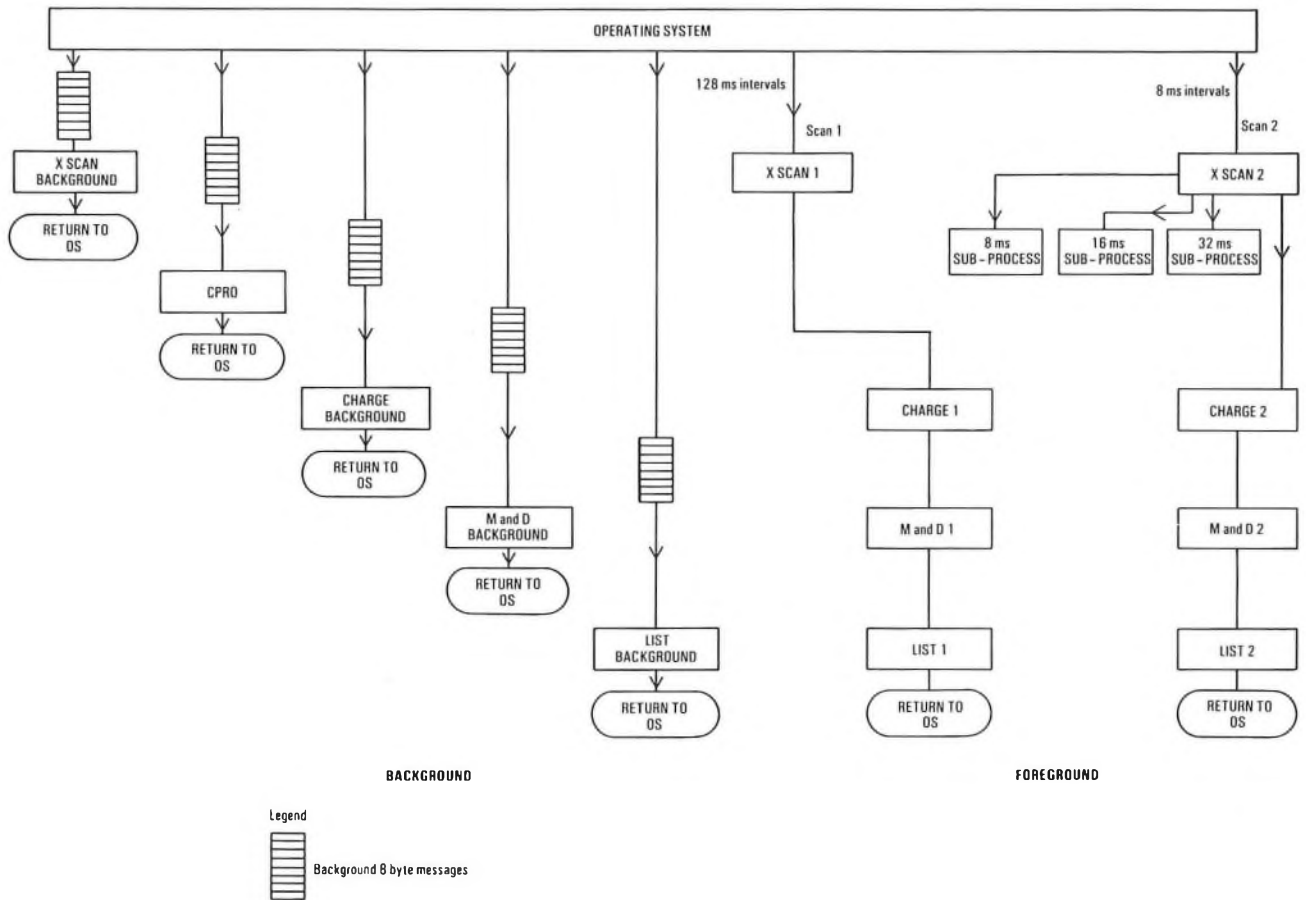 OPERATING SYSTEM
128 ms intervals
8 ms intervals
Scan 1
Scan 2
X SCAN
BACKGROUND
X SCAN 1
X SCAN 2
RETURN TO
OS
8 ms
SUB - PROCESS
16 ms
SUB - PROCESS
32 ms
SUB - PROCESS
CPRO
RETURN TO
OS
CHARGE
BACKGROUND
CHARGE 1
CHARGE 2
RETURN TO
OS
M and D
BACKGROUND
M and D 1
M and D 2
RETURN TO
OS
LIST
BACKGROUND
LIST 1
LIST 2
RETURN TO
OS
RETURN TO
OS
RETURN TO
OS
BACKGROUND
FOREGROUND
Legend
Background 8 byte messages